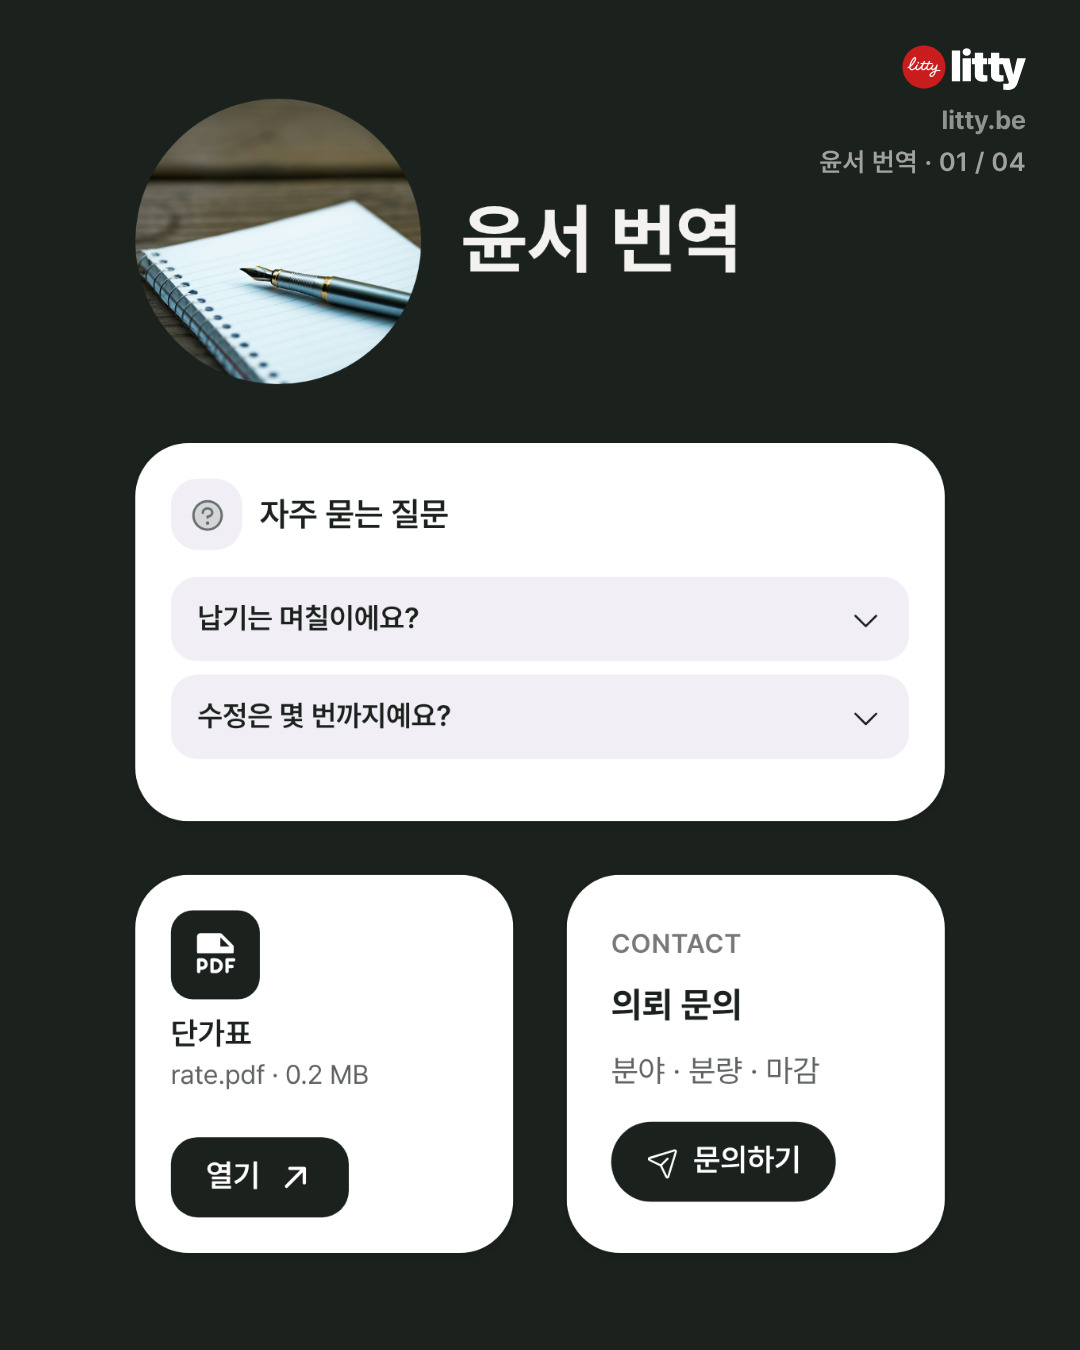 litty litty
litty.be
윤서 번역 · 01 / 04
윤서 번역
자주 묻는 질문
납기는 며칠이에요?
수정은 몇 번까지예요?
PDF
단가표
rate.pdf · 0.2 MB
열기
CONTACT
의뢰 문의
분야 · 분량 · 마감
문의하기